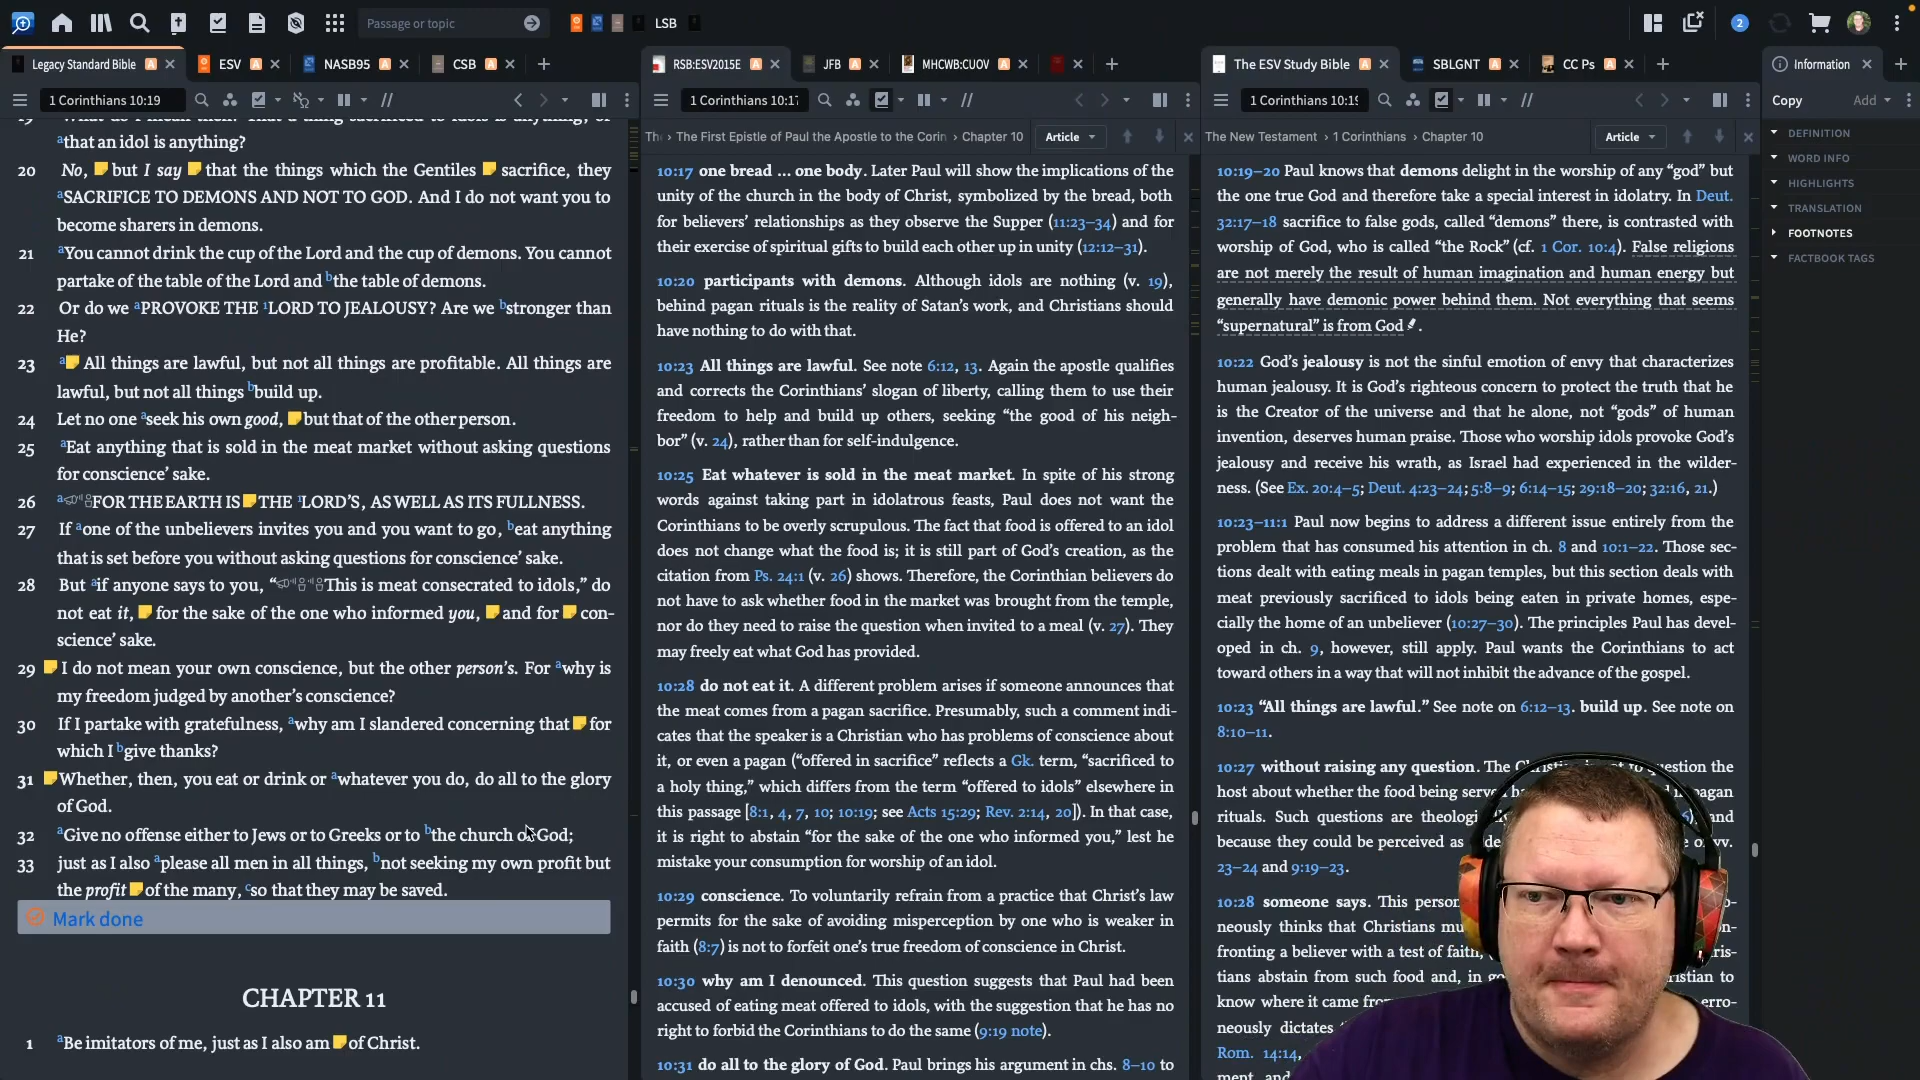 Passage or topic
LSB
2
Legacy Standard Bible A
ESV A
NASB95 A
CSB A
RSB:ESV2015E A
JFB A
MHCWB:CUOV A
The ESV Study Bible A
SBLGNT A
CC Ps A
Information
1 Corinthians 10:19
that an idol is anything?
20 No, but I say that the things which the Gentiles sacrifice, they
aSACRIFICE TO DEMONS AND NOT TO GOD. And I do not want you to
become sharers in demons.
21 aYou cannot drink the cup of the Lord and the cup of demons. You cannot
partake of the table of the Lord and bthe table of demons.
22 Or do we aPROVOKE THE 1LORD TO JEALOUSY? Are we bstronger than
He?
23 a All things are lawful, but not all things are profitable. All things are
lawful, but not all things bbuild up.
24 Let no one aseek his own good, but that of the other person.
25 aEat anything that is sold in the meat market without asking questions
for conscience’ sake.
26 aFOR THE EARTH IS THE 1LORD’S, AS WELL AS ITS FULLNESS.
27 If aone of the unbelievers invites you and you want to go, beat anything
that is set before you without asking questions for conscience’ sake.
28 But aif anyone says to you, “This is meat consecrated to idols,” do
not eat it, for the sake of the one who informed you, and for con-
science’ sake.
29 I do not mean your own conscience, but the other person’s. For awhy is
my freedom judged by another’s conscience?
30 If I partake with gratefulness, awhy am I slandered concerning that for
which I bgive thanks?
31 Whether, then, you eat or drink or awhatever you do, do all to the glory
of God.
32 aGive no offense either to Jews or to Greeks or to bthe church of God;
33 just as I also aplease all men in all things, bnot seeking my own profit but
the profit of the many, cso that they may be saved.
Mark done
CHAPTER 11
1 aBe imitators of me, just as I also am of Christ.
1 Corinthians 10:17
The First Epistle of Paul the Apostle to the Corin › Chapter 10
Article
10:17 one bread … one body. Later Paul will show the implications of the
unity of the church in the body of Christ, symbolized by the bread, both
for believers’ relationships as they observe the Supper (11:23–34) and for
their exercise of spiritual gifts to build each other up in unity (12:12–31).
10:20 participants with demons. Although idols are nothing (v. 19),
behind pagan rituals is the reality of Satan’s work, and Christians should
have nothing to do with that.
10:23 All things are lawful. See note 6:12, 13. Again the apostle qualifies
and corrects the Corinthians’ slogan of liberty, calling them to use their
freedom to help and build up others, seeking “the good of his neigh-
bor” (v. 24), rather than for self-indulgence.
10:25 Eat whatever is sold in the meat market. In spite of his strong
words against taking part in idolatrous feasts, Paul does not want the
Corinthians to be overly scrupulous. The fact that food is offered to an idol
does not change what the food is; it is still part of God’s creation, as the
citation from Ps. 24:1 (v. 26) shows. Therefore, the Corinthian believers do
not have to ask whether food in the market was brought from the temple,
nor do they need to raise the question when invited to a meal (v. 27). They
may freely eat what God has provided.
10:28 do not eat it. A different problem arises if someone announces that
the meat comes from a pagan sacrifice. Presumably, such a comment indi-
cates that the speaker is a Christian who has problems of conscience about
it, or even a pagan (“offered in sacrifice” reflects a Gk. term, “sacrificed to
a holy thing,” which differs from the term “offered to idols” elsewhere in
this passage [8:1, 4, 7, 10; 10:19; see Acts 15:29; Rev. 2:14, 20]). In that case,
it is right to abstain “for the sake of the one who informed you,” lest he
mistake your consumption for worship of an idol.
10:29 conscience. To voluntarily refrain from a practice that Christ’s law
permits for the sake of avoiding misperception by one who is weaker in
faith (8:7) is not to forfeit one’s true freedom of conscience in Christ.
10:30 why am I denounced. This question suggests that Paul had been
accused of eating meat offered to idols, with the suggestion that he has no
right to forbid the Corinthians to do the same (9:19 note).
10:31 do all to the glory of God. Paul brings his argument in chs. 8–10 to
1 Corinthians 10:19
The New Testament › 1 Corinthians › Chapter 10
Article
10:19–20 Paul knows that demons delight in the worship of any “god” but
the one true God and therefore take a special interest in idolatry. In Deut.
32:17–18 sacrifice to false gods, called “demons” there, is contrasted with
worship of God, who is called “the Rock” (cf. 1 Cor. 10:4). False religions
are not merely the result of human imagination and human energy but
generally have demonic power behind them. Not everything that seems
“supernatural” is from God.
10:22 God’s jealousy is not the sinful emotion of envy that characterizes
human jealousy. It is God’s righteous concern to protect the truth that he
is the Creator of the universe and that he alone, not “gods” of human
invention, deserves human praise. Those who worship idols provoke God’s
jealousy and receive his wrath, as Israel had experienced in the wilder-
ness. (See Ex. 20:4–5; Deut. 4:23–24; 5:8–9; 6:14–15; 29:18–20; 32:16, 21.)
10:23–11:1 Paul now begins to address a different issue entirely from the
problem that has consumed his attention in ch. 8 and 10:1–22. Those sec-
tions dealt with eating meals in pagan temples, but this section deals with
meat previously sacrificed to idols being eaten in private homes, espe-
cially the home of an unbeliever (10:27–30). The principles Paul has devel-
oped in ch. 9, however, still apply. Paul wants the Corinthians to act
toward others in a way that will not inhibit the advance of the gospel.
10:23 “All things are lawful.” See note on 6:12–13. build up. See note on
8:10–11.
10:27 without raising any question. The question the
host about whether the food being served pagan
rituals. Such questions are and
because they could be perceived as vv.
23–24 and 9:19–23.
10:28 someone says. This
neously thinks that Christians
fronting a believer with a test of faith,
tians abstain from such food and, in to
know where it came
neously dictates
Rom. 14:14,
ment, and
Copy
Add
DEFINITION
WORD INFO
HIGHLIGHTS
TRANSLATION
FOOTNOTES
FACTBOOK TAGS